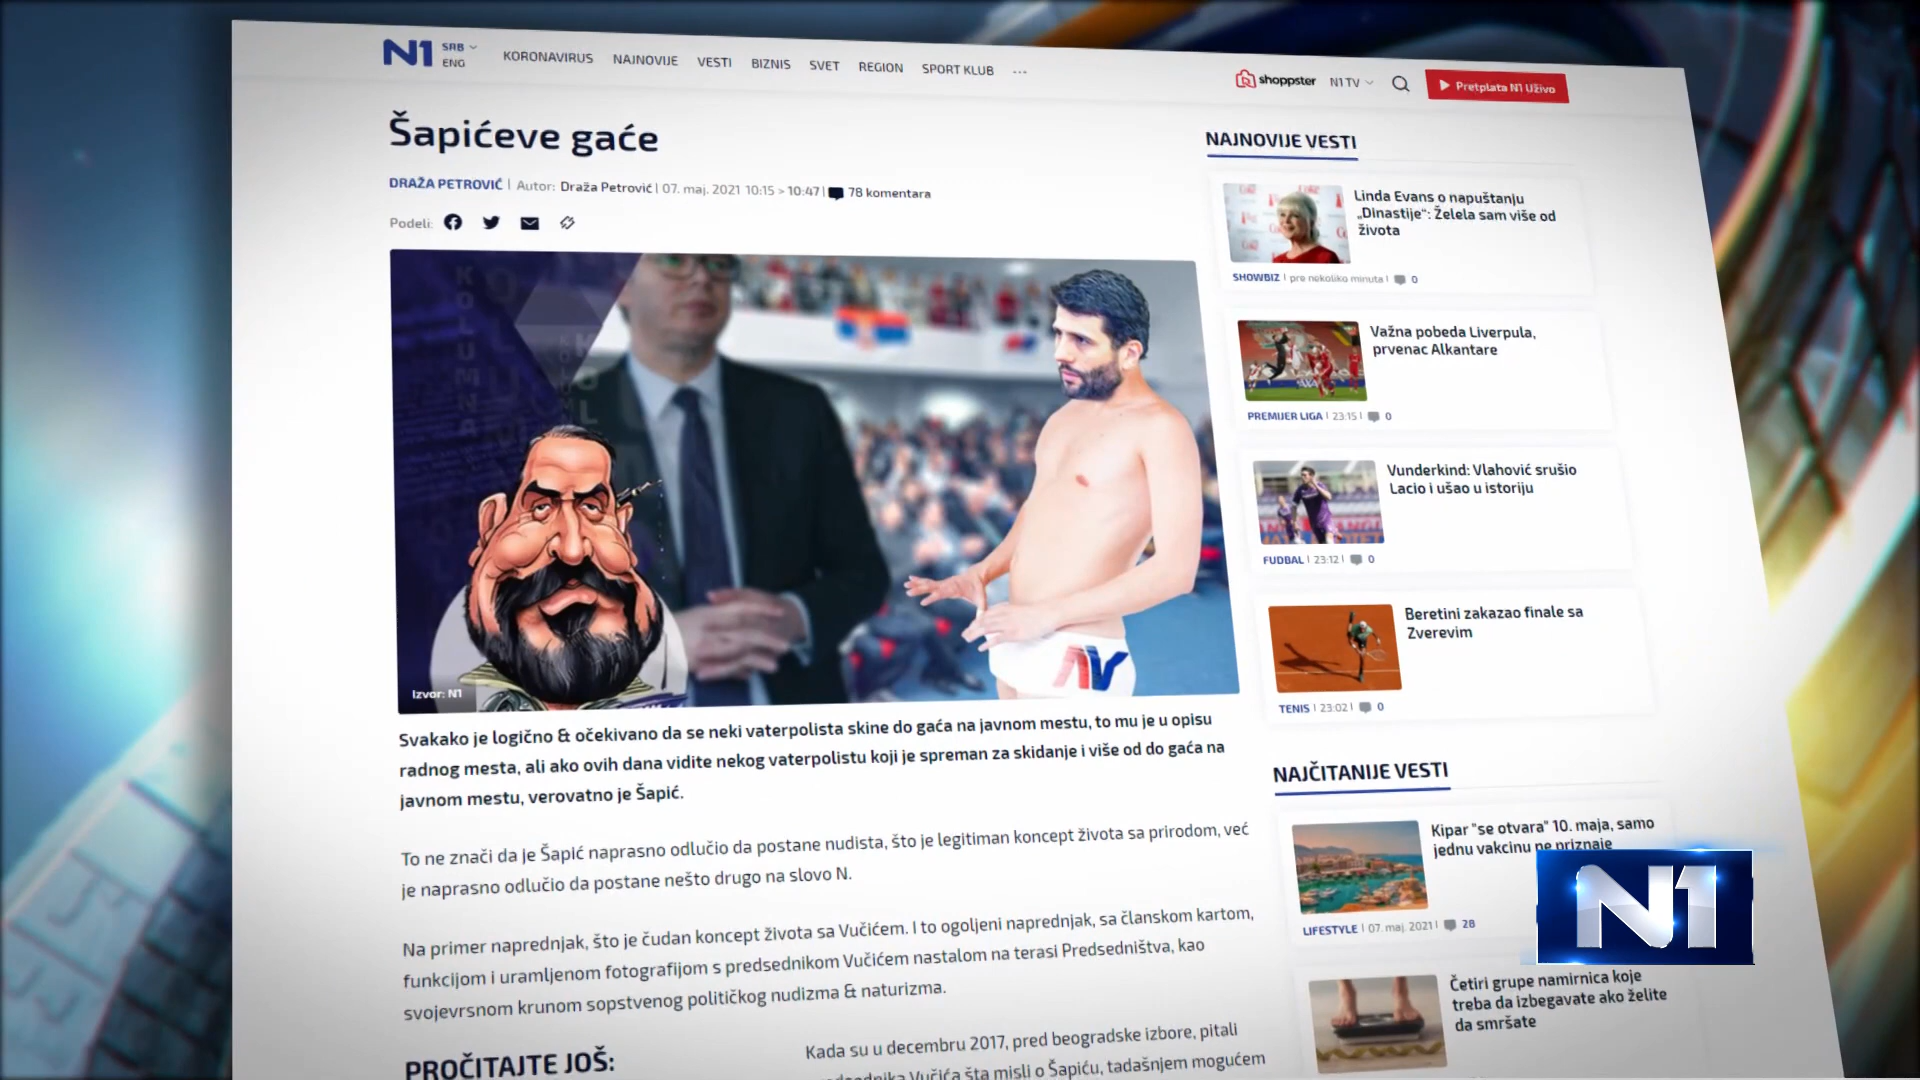 N1
SRB
ENG
KORONAVIRUS NAJNOVIJE VESTI BIZNIS SVET REGION SPORT KLUB ...
shoppster N1 TV Pretplata N1 Uživo
Šapićeve gaće
DRAŽA PETROVIĆ | Autor: Draža Petrović | 07. maj. 2021 10:15 > 10:47 | 78 komentara
Podeli:
KOLUMNA
Izvor: N1
Svakako je logično & očekivano da se neki vaterpolista skine do gaća na javnom mestu, to mu je u opisu
radnog mesta, ali ako ovih dana vidite nekog vaterpolistu koji je spreman za skidanje i više od do gaća na
javnom mestu, verovatno je Šapić.
To ne znači da je Šapić naprasno odlučio da postane nudista, što je legitiman koncept života sa prirodom, već
je naprasno odlučio da postane nešto drugo na slovo N.
Na primer naprednjak, što je čudan koncept života sa Vučićem. I to ogoljeni naprednjak, sa članskom kartom,
funkcijom i uramljenom fotografijom s predsednikom Vučićem nastalom na terasi Predsedništva, kao
svojevrsnom krunom sopstvenog političkog nudizma & naturizma.
PROČITAJTE JOŠ:
Kada su u decembru 2017, pred beogradske izbore, pitali
Vučića šta misli o Šapiću, tadašnjem mogućem
NAJNOVIJE VESTI
Linda Evans o napuštanju
„Dinastije“: Želela sam više od
života
SHOWBIZ | pre nekoliko minuta | 0
Važna pobeda Liverpula,
prvenac Alkantare
PREMIJER LIGA | 23:15 | 0
Vunderkind: Vlahović srušio
Lacio i ušao u istoriju
FUDBAL | 23:12 | 0
Beretini zakazao finale sa
Zverevim
TENIS | 23:02 | 0
NAJČITANIJE VESTI
Kipar "se otvara" 10. maja, samo
jednu vakcinu ne priznaje
LIFESTYLE | 07. maj. 2021 | 28
Četiri grupe namirnica koje
treba da izbegavate ako želite
da smršate
N1